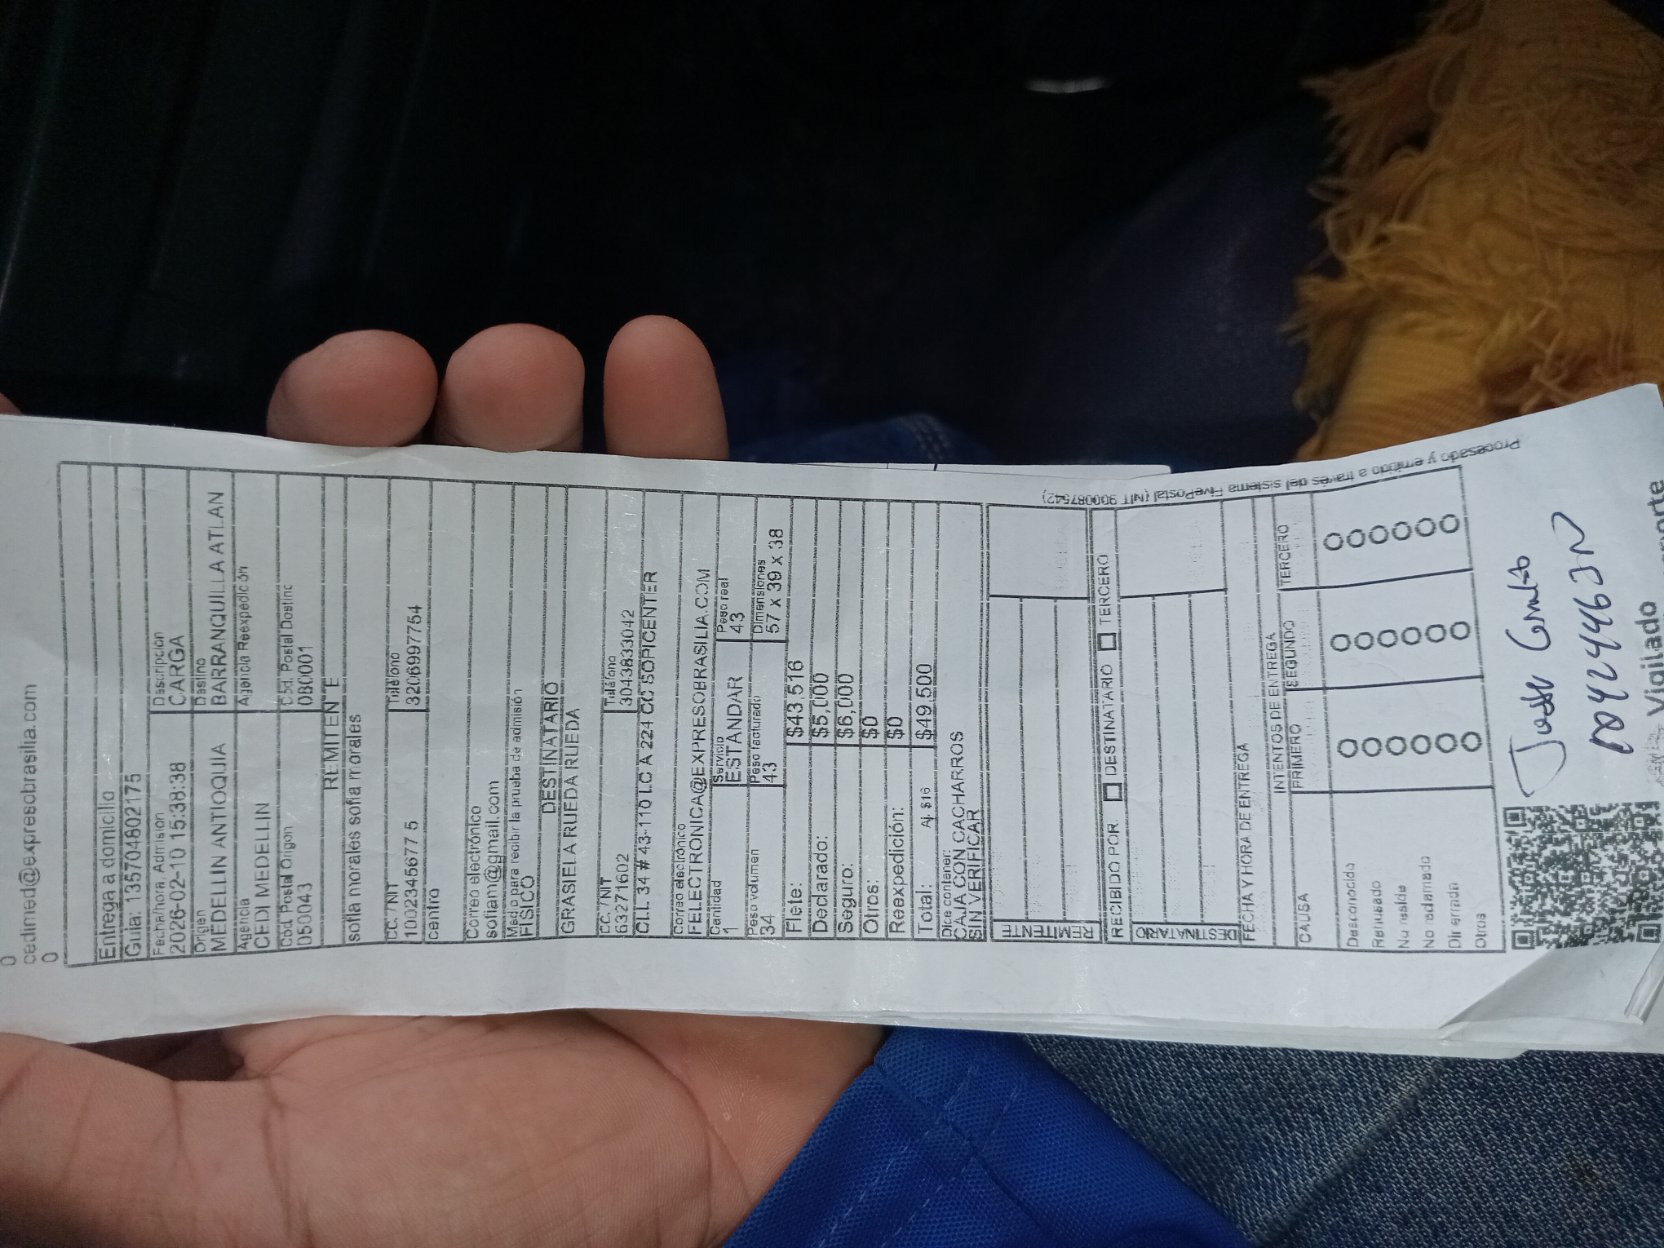 0
cedimed@expresobrasilia.com
0
Entrega a domicilio
Guia: 135704802175
Fecha/hora Admision Descripción
2026-02-10 15:38:38 CARGA
Origen Destino
MEDELLIN ANTIOQUIA BARRANQUILLA ATLAN
Agencia Agencia Reexpedición
CEDI MEDELLIN
Cód. Postal Origen Cód. Postal Destino
050043 080001
REMITENTE
sofia morales sofia morales
CC. / NIT Teléfono
1002345677 5 3206997754
centro
Correo electrónico
sofiam@gmail.com
Medio para recibir la prueba de admisión
FISICO
DESTINATARIO
GRASIELA RUEDA RUEDA
CC. / NIT Teléfono
63271602 3043833042
CLL 34 # 43-110 LC A 224 CC SOPICENTER
Correo electrónico
FELECTRONICA@EXPRESOBRASILIA.COM
Cantidad Servicio Peso real
1 ESTANDAR 43
Peso volumen Peso facturado Dimensiones
34 43 57 x 39 x 38
Flete: $43,516
Declarado: $5,000
Seguro: $6,000
Otros: $0
Reexpedición: $0
Total: Aj. $16 $49,500
Dice contener:
CAJA CON CACHARROS
SIN VERIFICAR
REMITENTE
RECIBIDO POR: DESTINATARIO TERCERO
DESTINATARIO
FECHA Y HORA DE ENTREGA
INTENTOS DE ENTREGA
CAUSA PRIMERO SEGUNDO TERCERO
Desconocido
Rehusado
No reside
No reclamado
Dir errada
Otros
Procesado y emitido a través del sistema FivePostal (NIT 900087542)
Vigilado